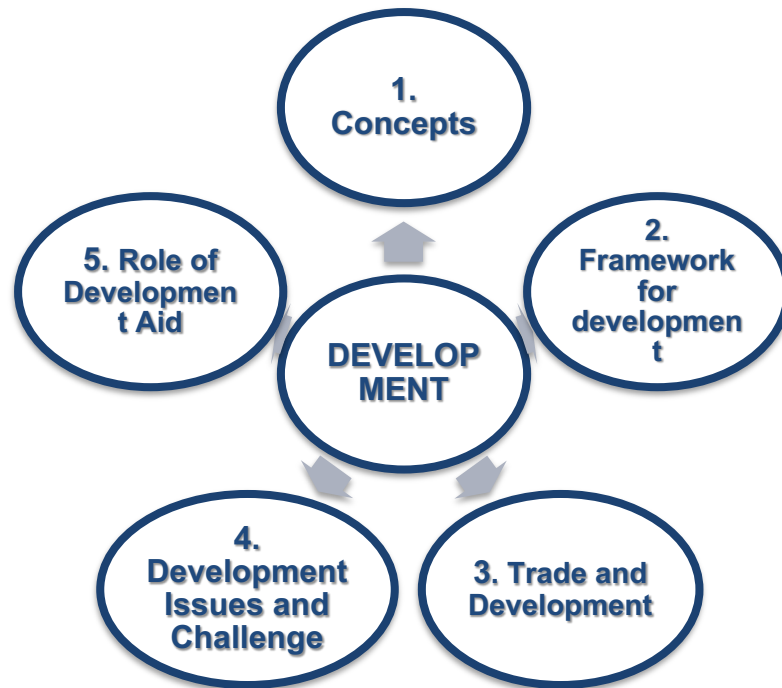 1.
Concepts
2.
Framework
for
developmen
t
3. Trade and
Development
4.
Development
Issues and
Challenge
5. Role of
Developmen
t Aid
DEVELOP
MENT